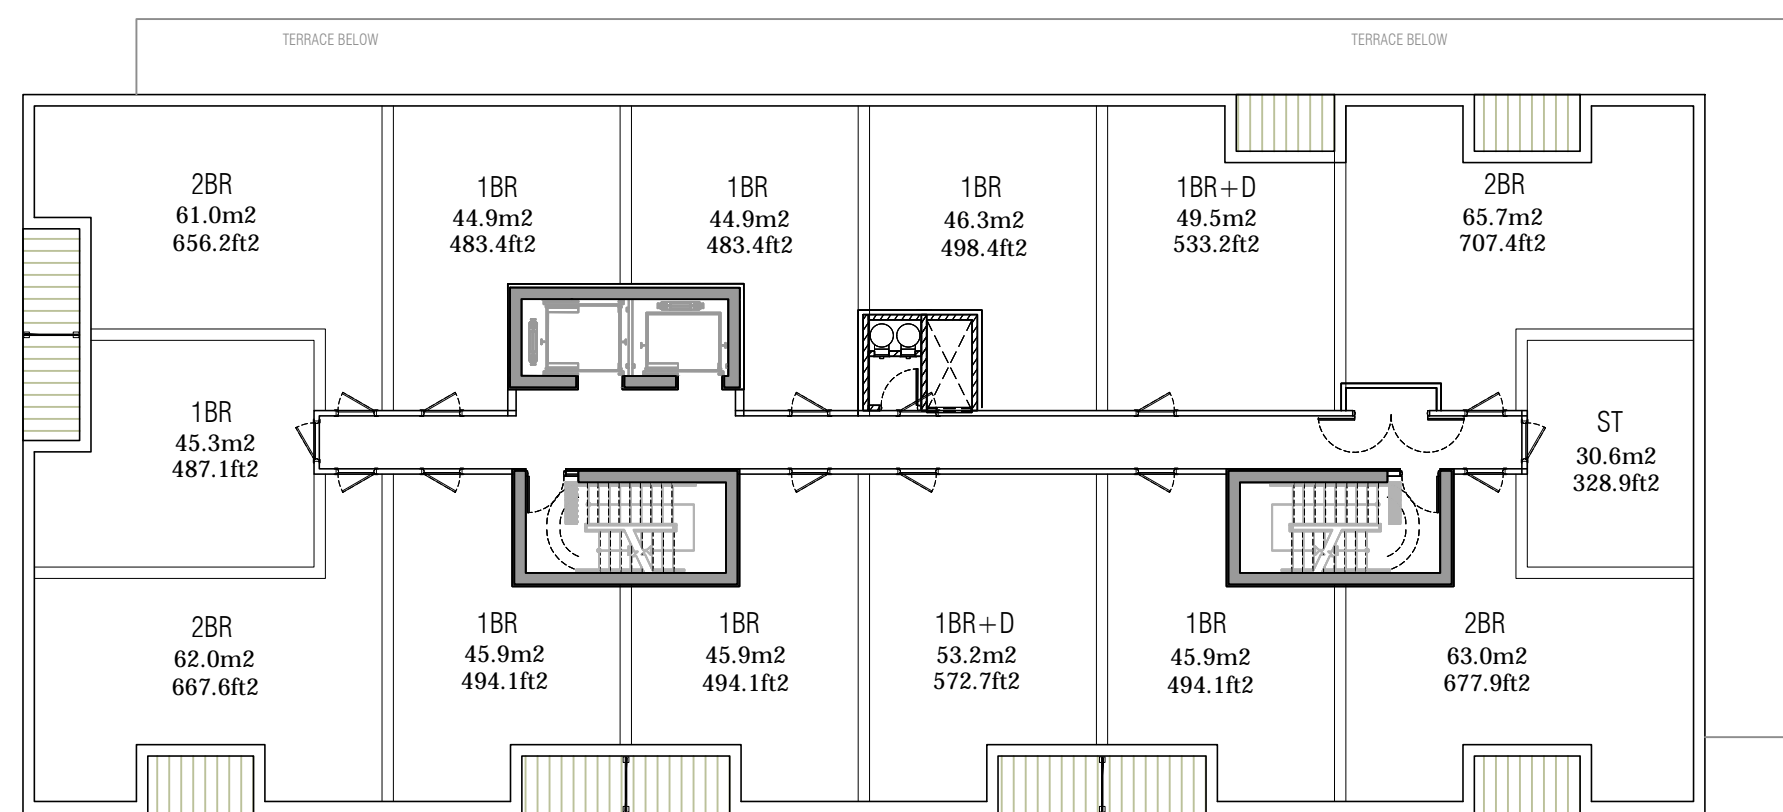 TERRACE BELOW
TERRACE BELOW
2BR
61.0m2
656.2ft2
1BR
44.9m2
483.4ft2
1BR
44.9m2
483.4ft2
1BR
46.3m2
498.4ft2
1BR+D
49.5m2
533.2ft2
2BR
65.7m2
707.4ft2
1BR
45.3m2
487.1ft2
ST
30.6m2
328.9ft2
2BR
62.0m2
667.6ft2
1BR
45.9m2
494.1ft2
1BR
45.9m2
494.1ft2
1BR+D
53.2m2
572.7ft2
1BR
45.9m2
494.1ft2
2BR
63.0m2
677.9ft2